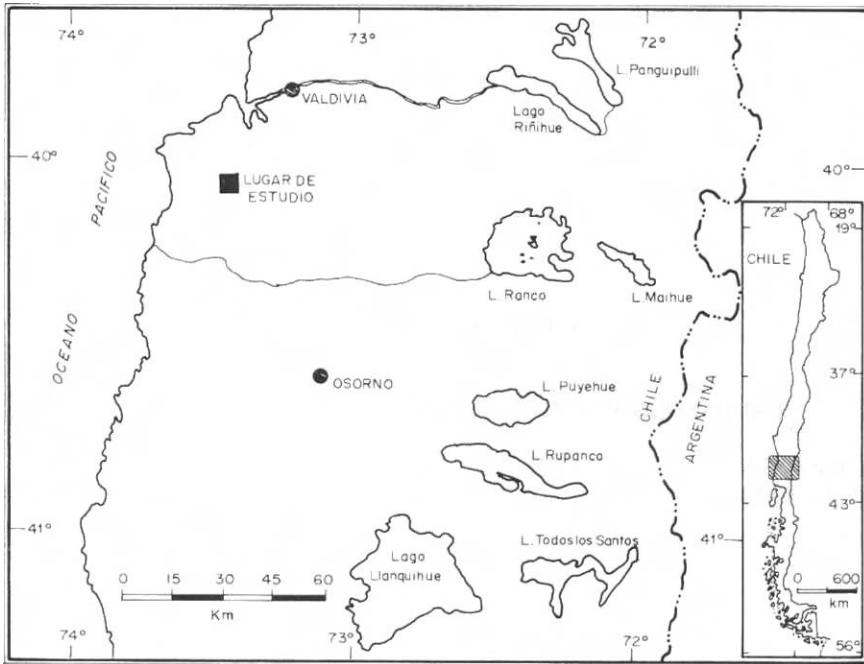 74°
73°
72°
L. Panguipulli
VALDIVIA
Lago
Riñihue
40°
40°
PACIFICO
OCEANO
LUGAR DE
ESTUDIO
L. Ranco
L. Maihue
OSORNO
L. Puyehue
CHILE
ARGENTINA
L. Rupanco
41°
41°
L. Todos los Santos
Lago
Llanquihue
0 15 30 45 60
Km
74°
73°
72°
72° 68°
19°
CHILE
37°
43°
0 600
km
56°